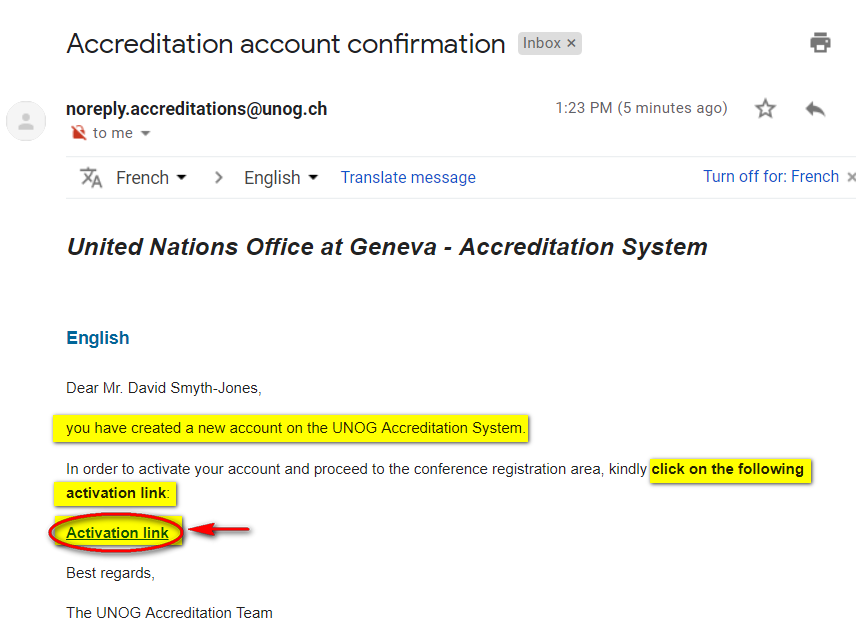 Accreditation account confirmation Inbox ×
noreply.accreditations@unog.ch 1:23 PM (5 minutes ago)
to me
French > English Translate message Turn off for: French ×
United Nations Office at Geneva - Accreditation System
English
Dear Mr. David Smyth-Jones,
you have created a new account on the UNOG Accreditation System.
In order to activate your account and proceed to the conference registration area, kindly click on the following
activation link:
Activation link
Best regards,
The UNOG Accreditation Team